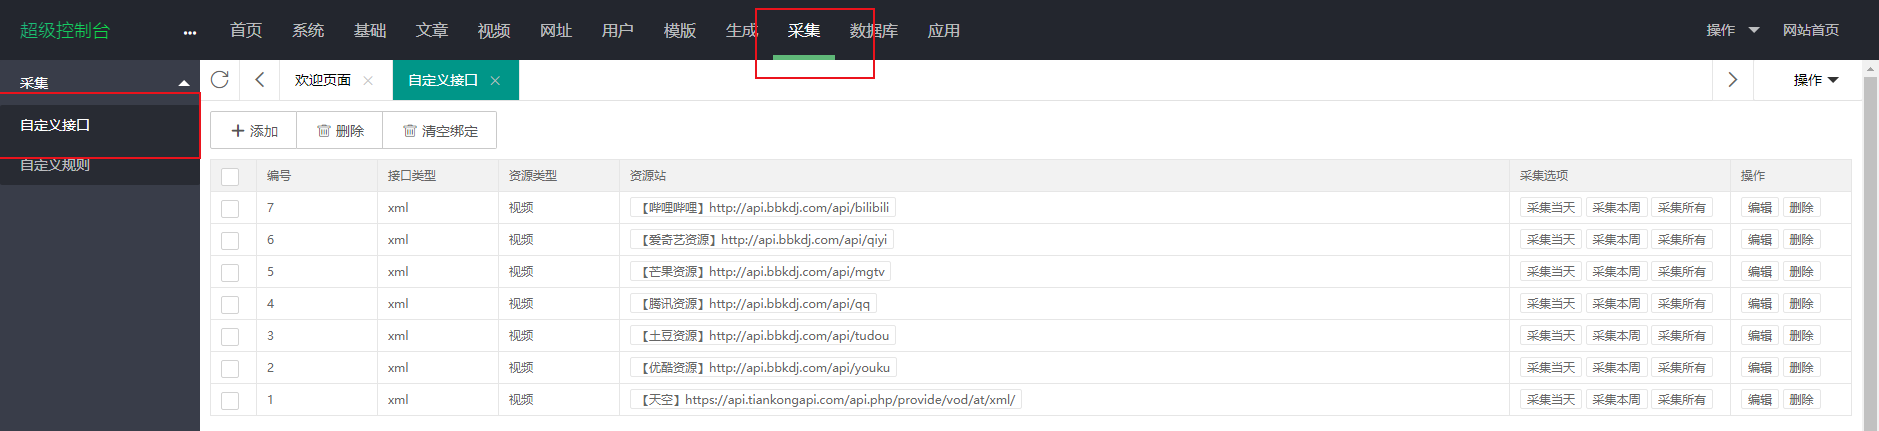 超级控制台 ... 首页 系统 基础 文章 视频 网址 用户 模版 生成 采集 数据库 应用 操作 网站首页
采集 欢迎页面 自定义接口 操作
自定义接口
自定义规则
添加 删除 清空绑定
编号 接口类型 资源类型 资源站 采集选项 操作
7 xml 视频 【哔哩哔哩】http://api.bbkdj.com/api/bilibili 采集当天 采集本周 采集所有 编辑 删除
6 xml 视频 【爱奇艺资源】http://api.bbkdj.com/api/qiyi 采集当天 采集本周 采集所有 编辑 删除
5 xml 视频 【芒果资源】http://api.bbkdj.com/api/mgtv 采集当天 采集本周 采集所有 编辑 删除
4 xml 视频 【腾讯资源】http://api.bbkdj.com/api/qq 采集当天 采集本周 采集所有 编辑 删除
3 xml 视频 【土豆资源】http://api.bbkdj.com/api/tudou 采集当天 采集本周 采集所有 编辑 删除
2 xml 视频 【优酷资源】http://api.bbkdj.com/api/youku 采集当天 采集本周 采集所有 编辑 删除
1 xml 视频 【天空】https://api.tiankongapi.com/api.php/provide/vod/at/xml/ 采集当天 采集本周 采集所有 编辑 删除